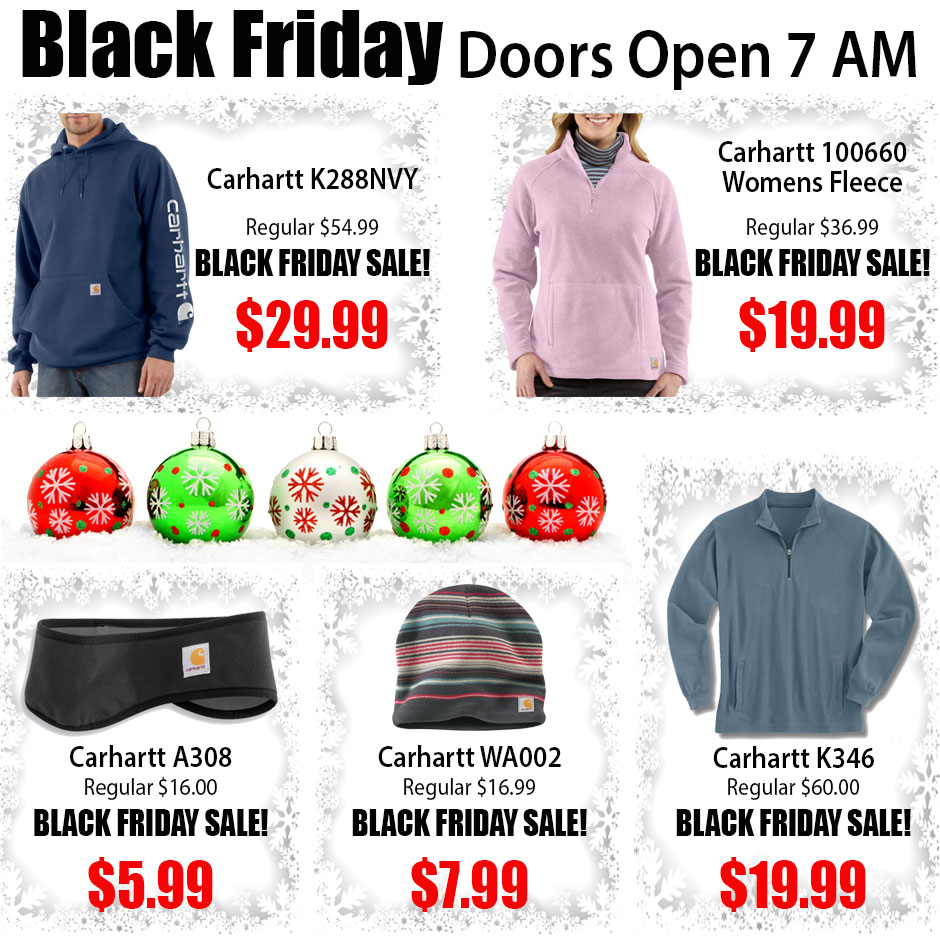 Black Friday Doors Open 7 AM
Carhartt K288NVY
Regular $54.99
BLACK FRIDAY SALE!
$29.99
carhartt
Carhartt 100660
Womens Fleece
Regular $36.99
BLACK FRIDAY SALE!
$19.99
carhartt
Carhartt A308
Regular $16.00
BLACK FRIDAY SALE!
$5.99
Carhartt WA002
Regular $16.99
BLACK FRIDAY SALE!
$7.99
Carhartt K346
Regular $60.00
BLACK FRIDAY SALE!
$19.99